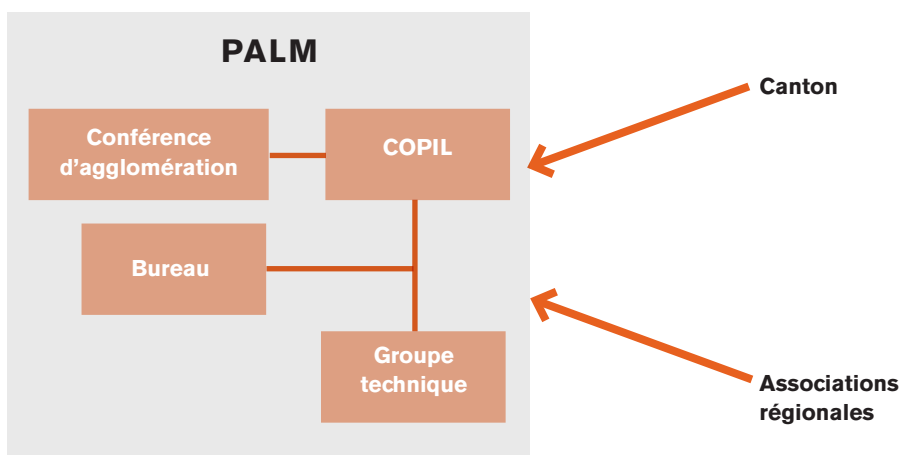 PALM
Conférence
d’agglomération
COPIL
Canton
Bureau
Groupe
technique
Associations
régionales